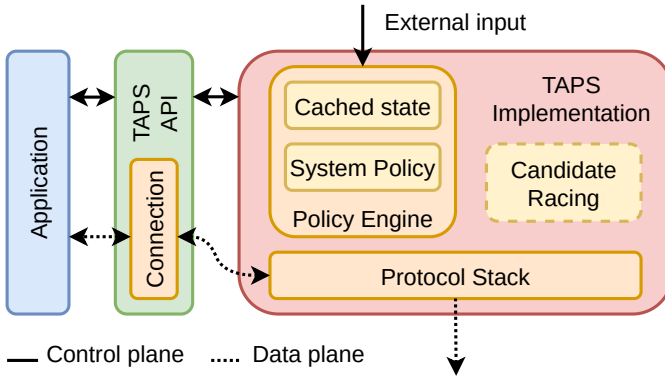 External input
Application
TAPS
API
Connection
Cached state
System Policy
Policy Engine
TAPS
Implementation
Candidate
Racing
Protocol Stack
Control plane
Data plane